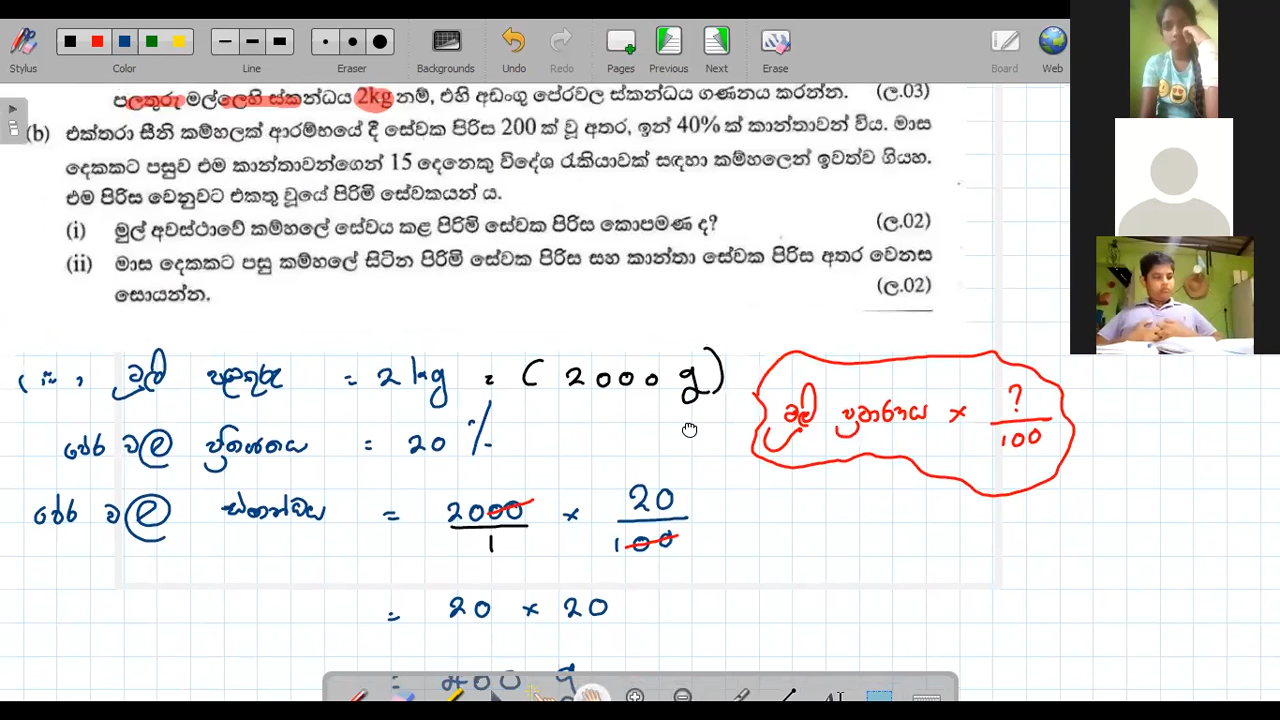 Stylus
Color
Line
Eraser
Backgrounds
Undo
Redo
Pages
Previous
Next
Erase
Board
Web
පලතුරු මල්ලෙහි ස්කන්ධය 2kg නම්, එහි අඩංගු පේරවල ස්කන්ධය ගණනය කරන්න. (ල.03)
(b) එක්තරා සීනි කම්හලක් ආරම්භයේ දී සේවක පිරිස 200 ක් වූ අතර, ඉන් 40% ක් කාන්තාවන් විය. මාස
දෙකකට පසුව එම කාන්තාවන්ගෙන් 15 දෙනෙකු විදේශ රැකියාවක් සඳහා කම්හලෙන් ඉවත්ව ගියහ.
එම පිරිස වෙනුවට එකතු වූයේ පිරිමි සේවකයන් ය.
(i) මුල් අවස්ථාවේ කම්හලේ සේවය කළ පිරිමි සේවක පිරිස කොපමණ ද? (ල.02)
(ii) මාස දෙකකට පසු කම්හලේ සිටින පිරිමි සේවක පිරිස සහ කාන්තා සේවක පිරිස අතර වෙනස
සොයන්න. (ල.02)
මුල් පලතුරු = 2 kg = (2000 g)
මුල් ප්‍රමාණය × ?/100
පේර වල ප්‍රතිශතය = 20 %
පේර වල ස්කන්ධය = 2000/1 × 20/100
= 20 × 20
= 400 g